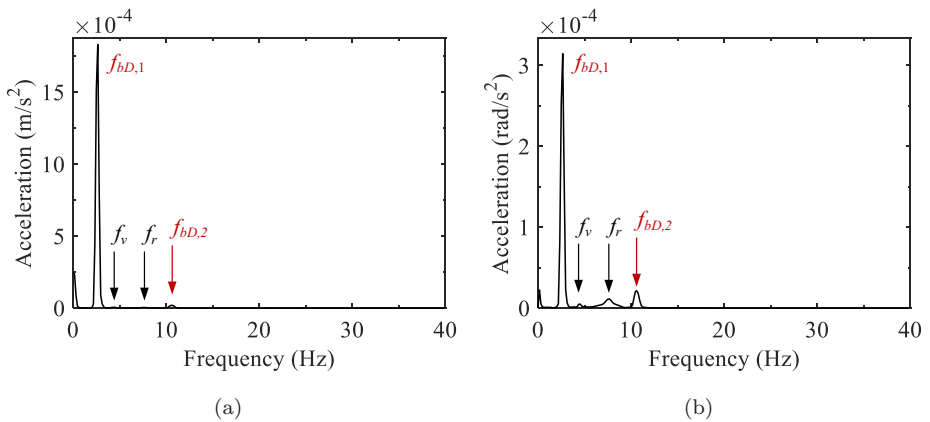 ×10⁻⁴
15
10
5
0
Acceleration (m/s²)
f_bD,1
f_v
f_r
f_bD,2
0 10 20 30 40
Frequency (Hz)
(a)
×10⁻⁴
3
2
1
0
Acceleration (rad/s²)
f_bD,1
f_v
f_r
f_bD,2
0 10 20 30 40
Frequency (Hz)
(b)